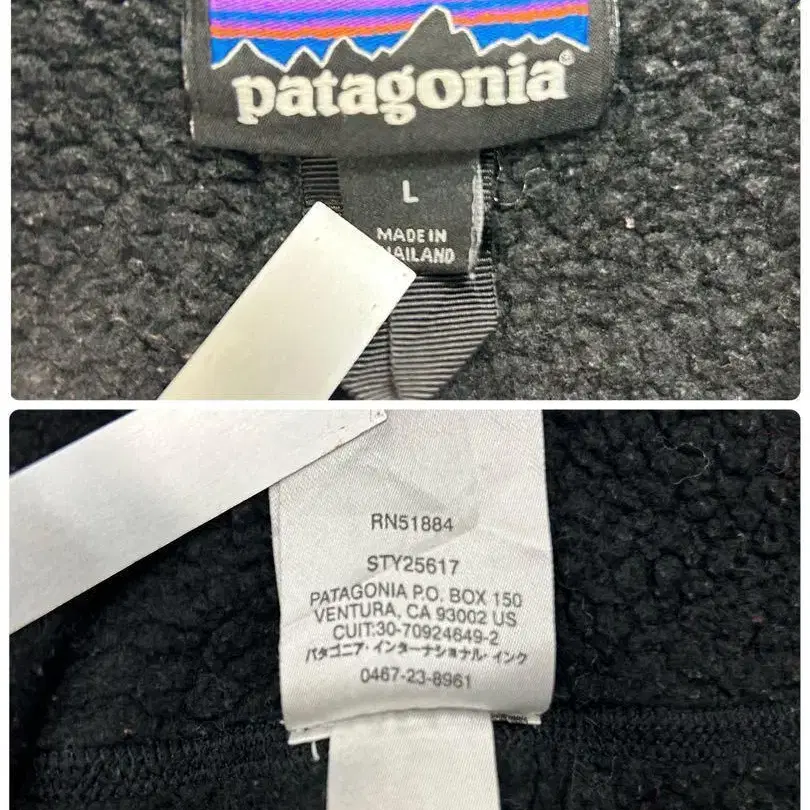 patagonia®
L
MADE IN
AILAND
RN51884
STY25617
PATAGONIA P.O. BOX 150
VENTURA, CA 93002 US
CUIT:30-70924649-2
パタゴニア・インターナショナル・インク
0467-23-8961